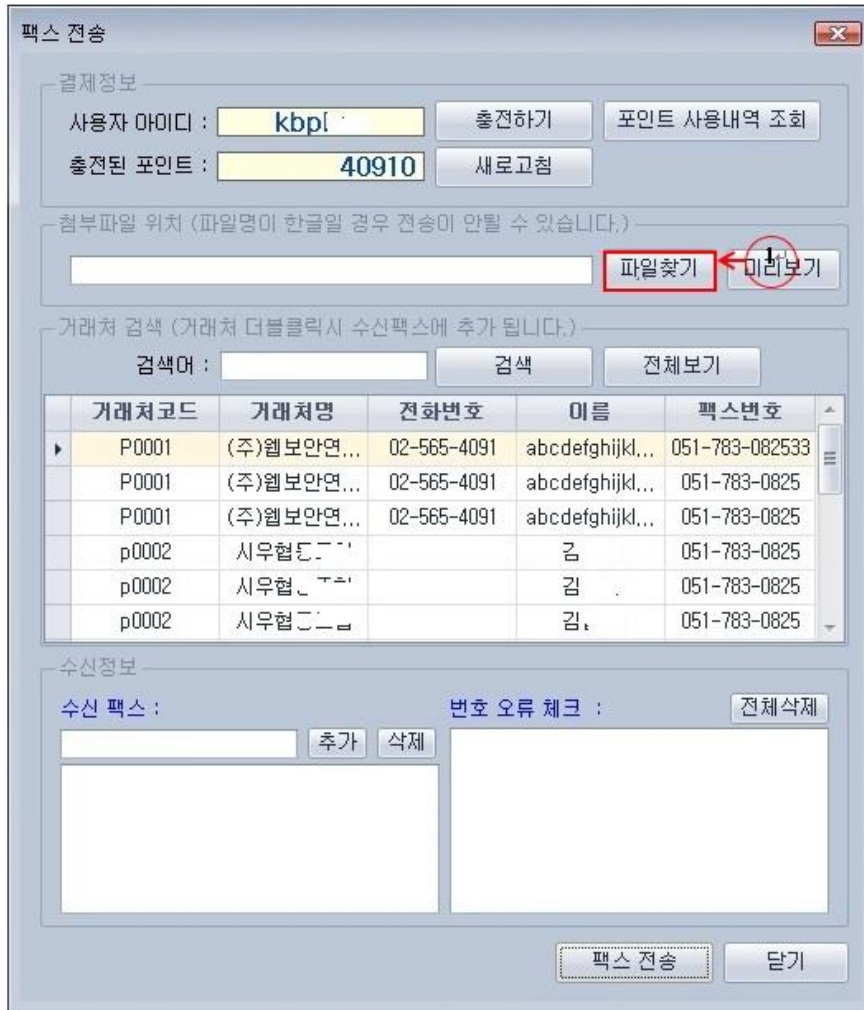 팩스 전송
결제정보
사용자 아이디 : 충전하기 포인트 사용내역 조회
충전된 포인트 : 40910 새로고침
첨부파일 위치 (파일명이 한글일 경우 전송이 안될 수 있습니다.)
파일찾기 1 미리보기
거래처 검색 (거래처 더블클릭시 수신팩스에 추가 됩니다.)
검색어 : 검색 전체보기
거래처코드 거래처명 전화번호 이름 팩스번호
P0001 (주)웹보안연... 02-565-4091 abcdefghijkl... 051-783-082533
P0001 (주)웹보안연... 02-565-4091 abcdefghijkl... 051-783-0825
P0001 (주)웹보안연... 02-565-4091 abcdefghijkl... 051-783-0825
p0002 김 051-783-0825
p0002 김 051-783-0825
p0002 김 051-783-0825
수신정보
수신 팩스 : 번호 오류 체크 : 전체삭제
추가 삭제
팩스 전송 닫기